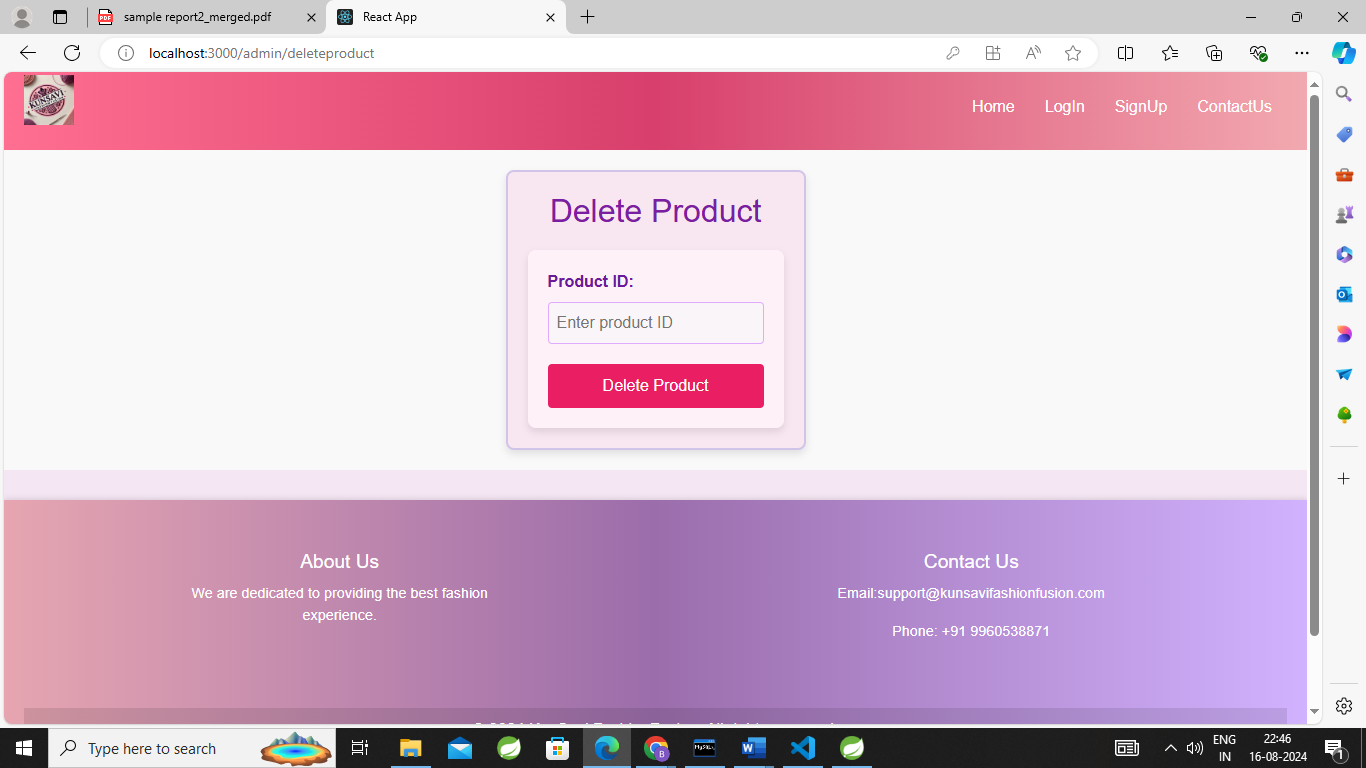 sample report2_merged.pdf
React App
localhost:3000/admin/deleteproduct
KUNSAVI
Home
LogIn
SignUp
ContactUs
Delete Product
Product ID:
Enter product ID
Delete Product
About Us
We are dedicated to providing the best fashion
experience.
Contact Us
Email:support@kunsavifashionfusion.com
Phone: +91 9960538871
Type here to search
ENG
IN
22:46
16-08-2024
1